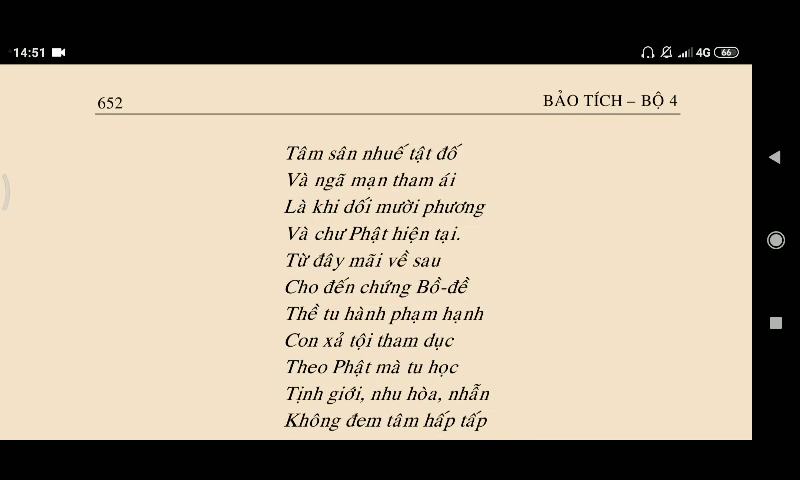 14:51
4G 66
652
BẢO TÍCH – BỘ 4
Tâm sân nhuế tật đố
Và ngã mạn tham ái
Là khi dối mười phương
Và chư Phật hiện tại.
Từ đây mãi về sau
Cho đến chứng Bồ-đề
Thề tu hành phạm hạnh
Con xả tội tham dục
Theo Phật mà tu học
Tịnh giới, nhu hòa, nhẫn
Không đem tâm hấp tấp